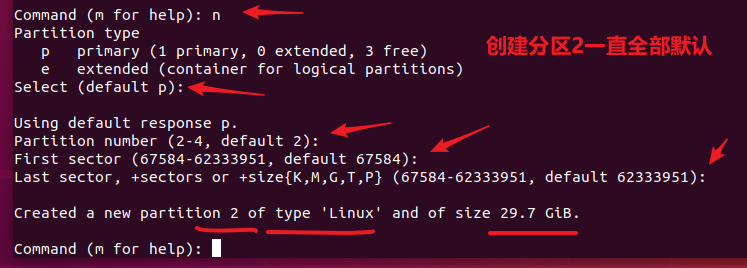 Command (m for help): n
Partition type
p primary (1 primary, 0 extended, 3 free)
e extended (container for logical partitions)
Select (default p):
创建分区2一直全部默认
Using default response p.
Partition number (2-4, default 2):
First sector (67584-62333951, default 67584):
Last sector, +sectors or +size{K,M,G,T,P} (67584-62333951, default 62333951):
Created a new partition 2 of type 'Linux' and of size 29.7 GiB.
Command (m for help):